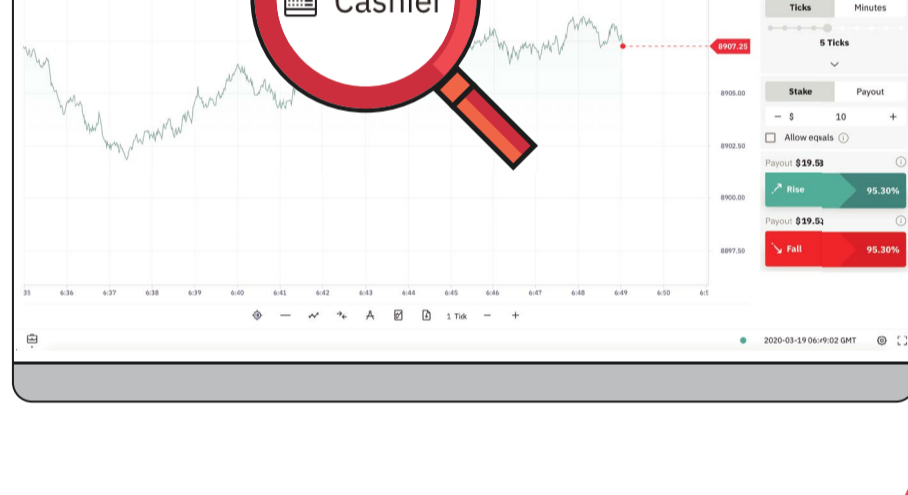 Cashier
Ticks Minutes
5 Ticks
8907.25
Stake Payout
8905.00
− $ 10 +
Allow equals
8902.50
Payout $19.53
Rise 95.30%
8900.00
Payout
Fall 95.30%
8897.50
35 6:36 6:37 6:38 6:39 6:40 6:41 6:42 6:43 6:44 6:45 6:46 6:47 6:48 6:49 6:50
1 Tick − +
2020-03-19 06:49:02 GMT